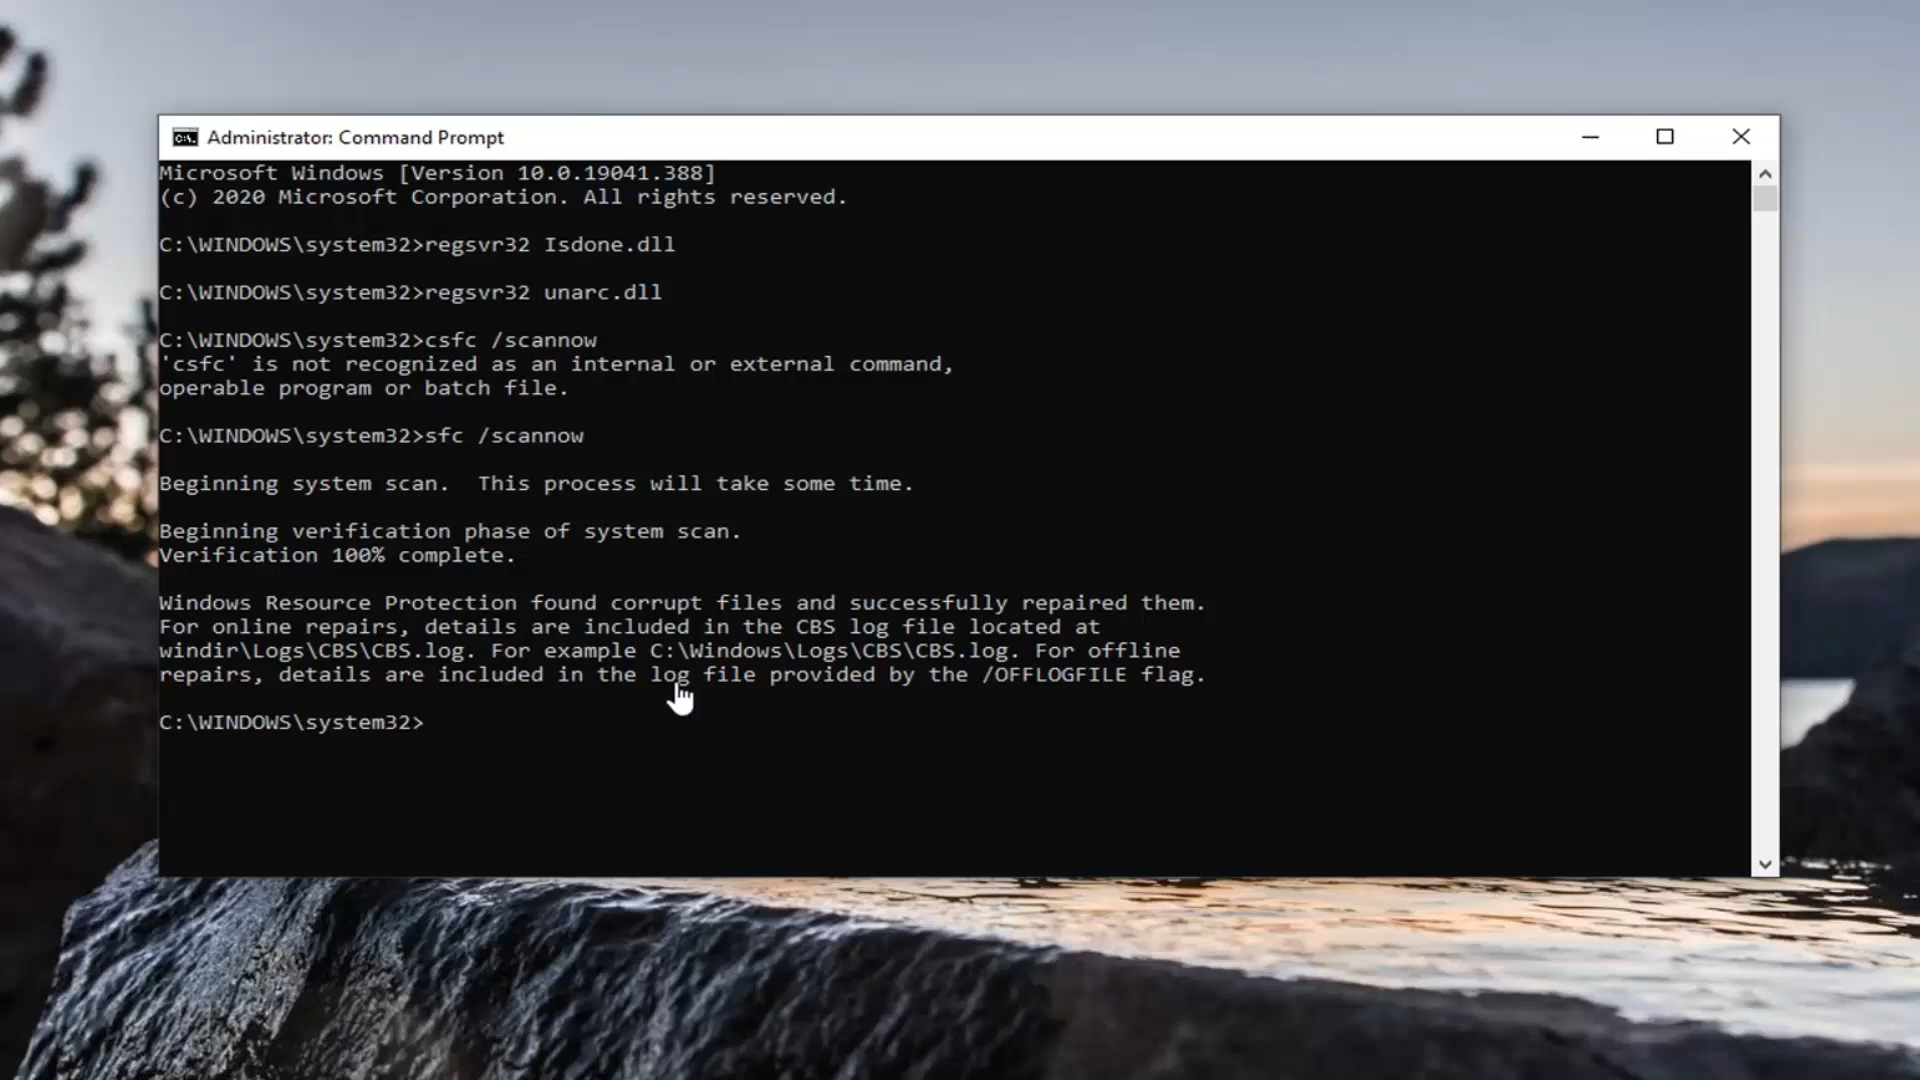 Administrator: Command Prompt
Microsoft Windows [Version 10.0.19041.388]
(c) 2020 Microsoft Corporation. All rights reserved.
C:\WINDOWS\system32>regsvr32 Isdone.dll
C:\WINDOWS\system32>regsvr32 unarc.dll
C:\WINDOWS\system32>csfc /scannow
'csfc' is not recognized as an internal or external command,
operable program or batch file.
C:\WINDOWS\system32>sfc /scannow
Beginning system scan.  This process will take some time.
Beginning verification phase of system scan.
Verification 100% complete.
Windows Resource Protection found corrupt files and successfully repaired them.
For online repairs, details are included in the CBS log file located at
windir\Logs\CBS\CBS.log. For example C:\Windows\Logs\CBS\CBS.log. For offline
repairs, details are included in the log file provided by the /OFFLOGFILE flag.
C:\WINDOWS\system32>